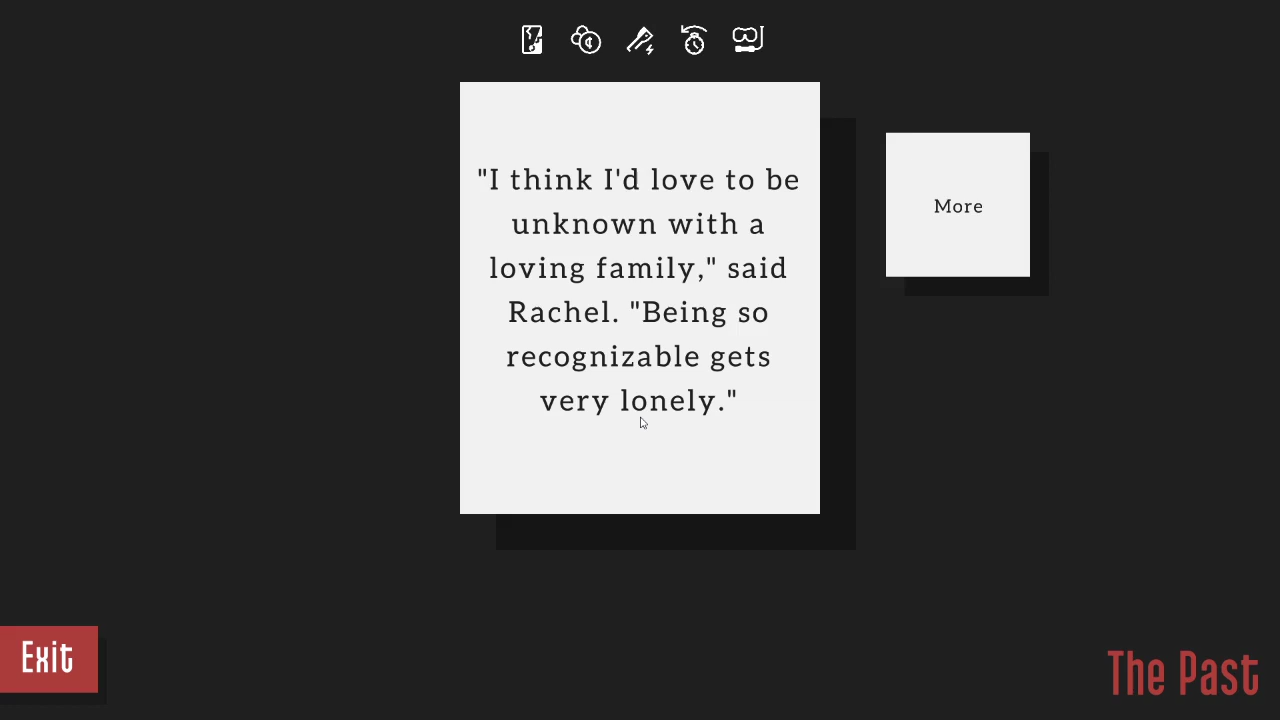 "I think I'd love to be
unknown with a
loving family," said
Rachel. "Being so
recognizable gets
very lonely."
More
Exit
The Past